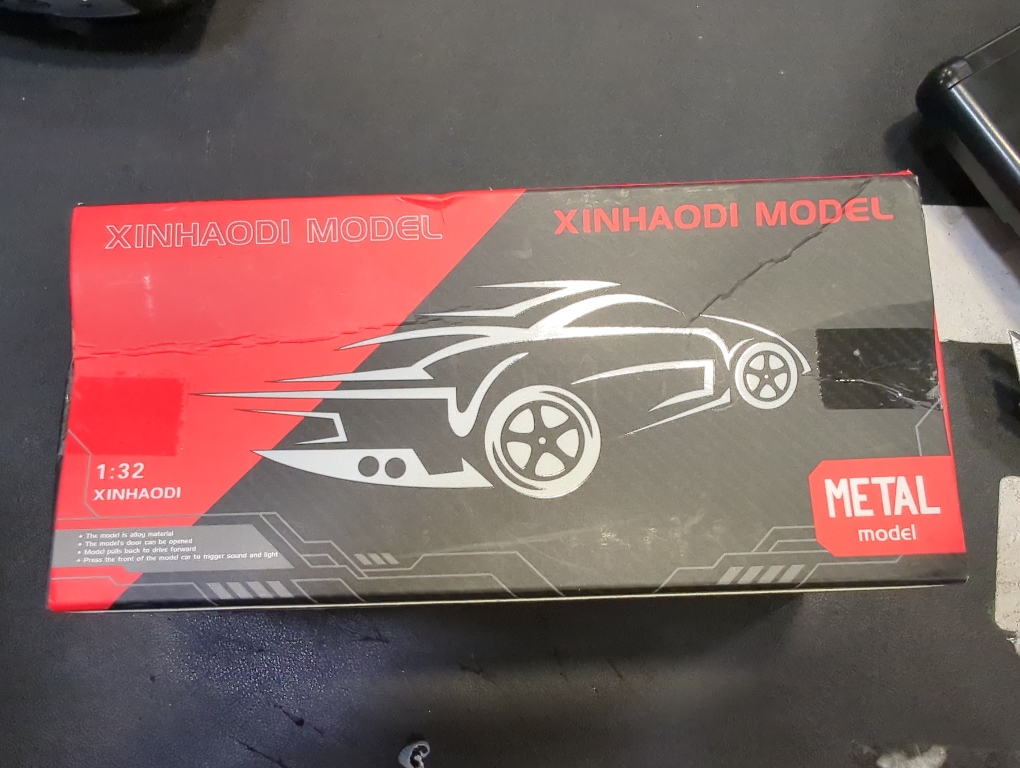 XINHAODI MODEL
XINHAODI MODEL
1:32
XINHAODI
METAL
model
• The model is alloy material
• The model's door can be opened
• Model pulls back to drive forward
• Press the front of the model car to trigger sound and light